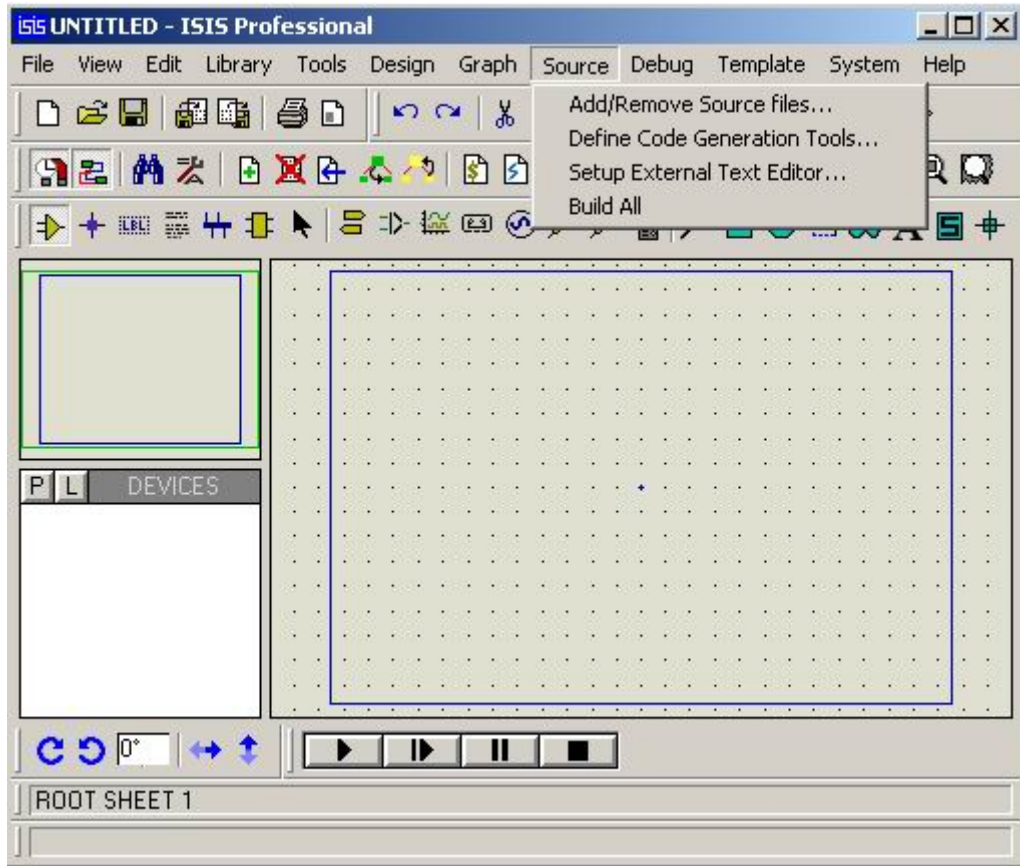 isis UNTITLED - ISIS Professional
File View Edit Library Tools Design Graph Source Debug Template System Help
Add/Remove Source files...
Define Code Generation Tools...
Setup External Text Editor...
Build All
LBL
A
S
P L DEVICES
0°
ROOT SHEET 1